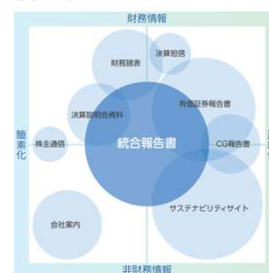 財務情報
決算短信
財務諸表
有価証券報告書
決算説明会資料
簡素化
株主通信
統合報告書
CG報告書
サステナビリティサイト
会社案内
非財務情報